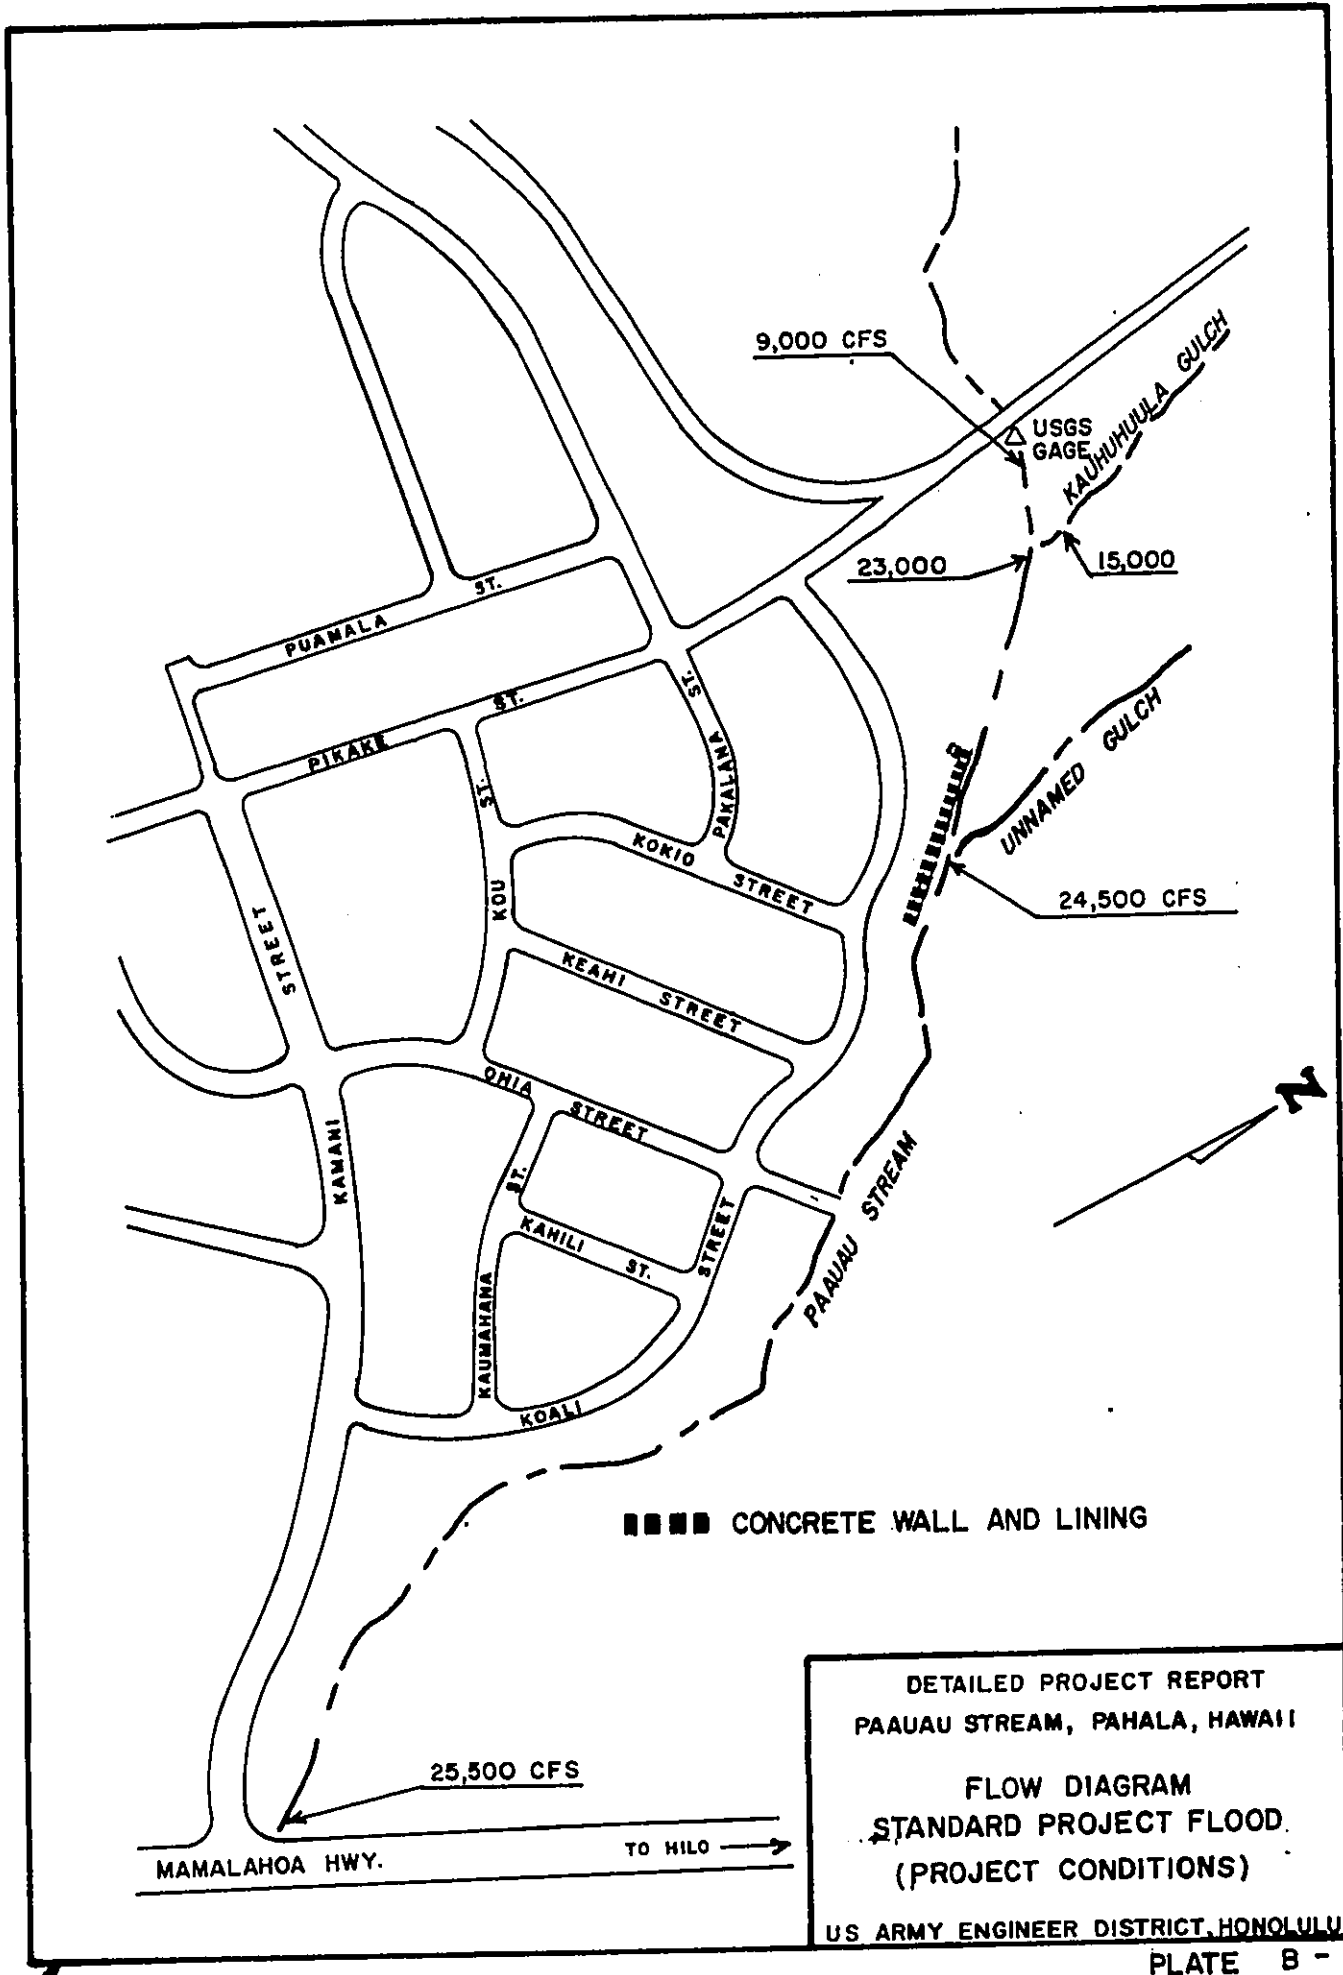 9,000 CFS
USGS
GAGE
KAUHUHUULA GULCH
23,000
15,000
PUAMALA ST.
PIKAKE ST.
PAKALANA ST.
UNNAMED GULCH
KOU ST.
KOKIO STREET
24,500 CFS
KAMANI STREET
KEAHI STREET
OHIA STREET
N
PAAUAU STREAM
KAHILI ST.
KAUMAHANA ST.
KOALI STREET
CONCRETE WALL AND LINING
25,500 CFS
TO HILO
MAMALAHOA HWY.
DETAILED PROJECT REPORT
PAAUAU STREAM, PAHALA, HAWAII
FLOW DIAGRAM
STANDARD PROJECT FLOOD
(PROJECT CONDITIONS)
US ARMY ENGINEER DISTRICT, HONOLULU
PLATE B -